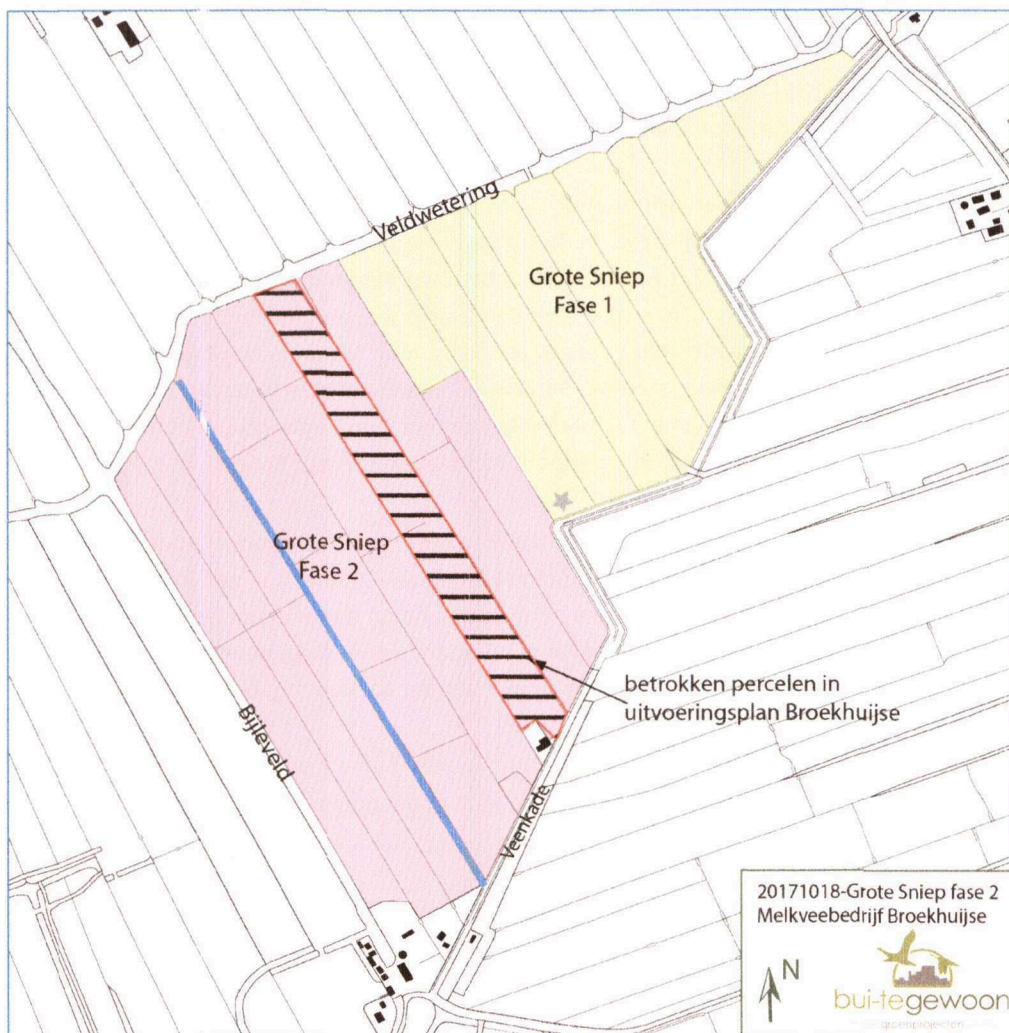 Veldwetering
Grote Sniep
Fase 1
Grote Sniep
Fase 2
betrokken percelen in
uitvoeringsplan Broekhuijse
Bijleveld
Veenkade
20171018-Grote Sniep fase 2
Melkveebedrijf Broekhuijse
N
bui-tegewoon
groenprojecten